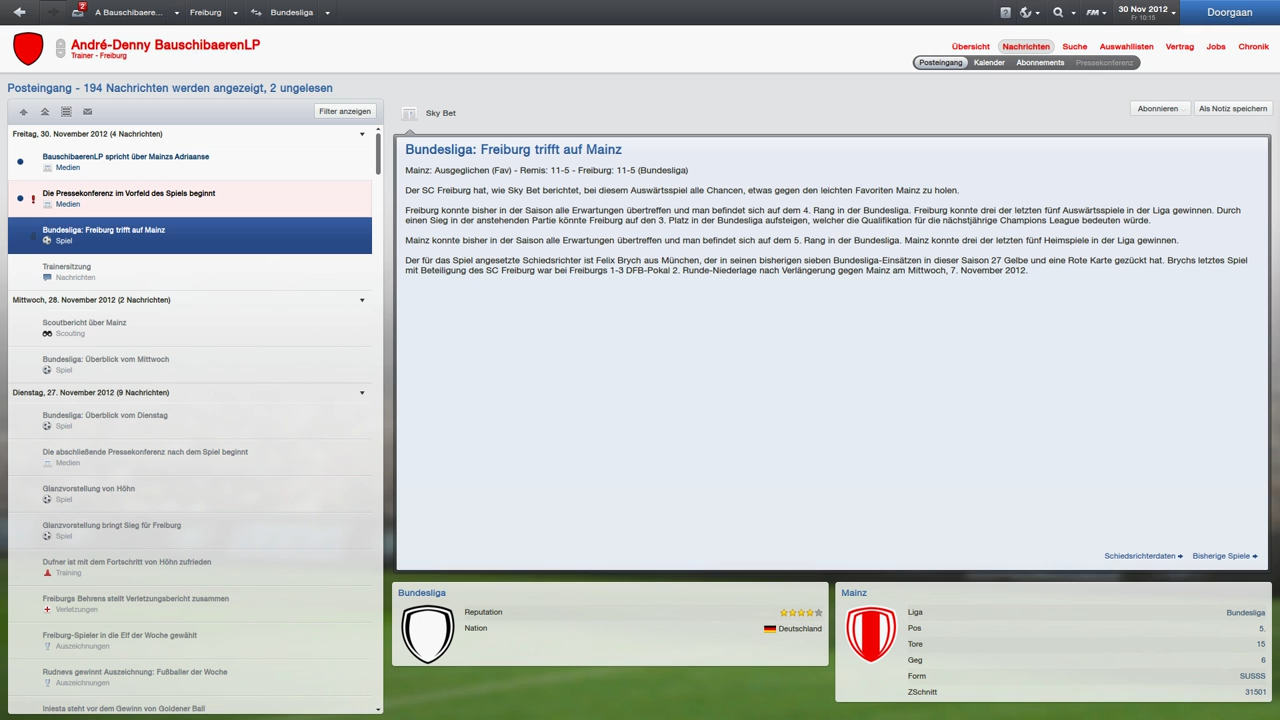 2
A Bauschibaere...
Freiburg
Bundesliga
FM
30 Nov 2012
Fr 10:15
Doorgaan
André-Denny BauschibaerenLP
Trainer - Freiburg
Übersicht
Nachrichten
Suche
Auswahllisten
Vertrag
Jobs
Chronik
Posteingang
Kalender
Abonnements
Pressekonferenz
Posteingang - 194 Nachrichten werden angezeigt, 2 ungelesen
Filter anzeigen
Freitag, 30. November 2012 (4 Nachrichten)
BauschibaerenLP spricht über Mainzs Adriaanse
Medien
Die Pressekonferenz im Vorfeld des Spiels beginnt
Medien
Bundesliga: Freiburg trifft auf Mainz
Spiel
Trainersitzung
Nachrichten
Mittwoch, 28. November 2012 (2 Nachrichten)
Scoutbericht über Mainz
Scouting
Bundesliga: Überblick vom Mittwoch
Spiel
Dienstag, 27. November 2012 (9 Nachrichten)
Bundesliga: Überblick vom Dienstag
Spiel
Die abschließende Pressekonferenz nach dem Spiel beginnt
Medien
Glanzvorstellung von Höhn
Spiel
Glanzvorstellung bringt Sieg für Freiburg
Spiel
Dufner ist mit dem Fortschritt von Höhn zufrieden
Training
Freiburgs Behrens stellt Verletzungsbericht zusammen
Verletzungen
Freiburg-Spieler in die Elf der Woche gewählt
Auszeichnungen
Rudnevs gewinnt Auszeichnung: Fußballer der Woche
Auszeichnungen
Iniesta steht vor dem Gewinn von Goldener Ball
Sky Bet
Abonnieren
Als Notiz speichern
Bundesliga: Freiburg trifft auf Mainz
Mainz: Ausgeglichen (Fav) - Remis: 11-5 - Freiburg: 11-5 (Bundesliga)
Der SC Freiburg hat, wie Sky Bet berichtet, bei diesem Auswärtsspiel alle Chancen, etwas gegen den leichten Favoriten Mainz zu holen.
Freiburg konnte bisher in der Saison alle Erwartungen übertreffen und man befindet sich auf dem 4. Rang in der Bundesliga. Freiburg konnte drei der letzten fünf Auswärtsspiele in der Liga gewinnen. Durch
einen Sieg in der anstehenden Partie könnte Freiburg auf den 3. Platz in der Bundesliga aufsteigen, welcher die Qualifikation für die nächstjährige Champions League bedeuten würde.
Mainz konnte bisher in der Saison alle Erwartungen übertreffen und man befindet sich auf dem 5. Rang in der Bundesliga. Mainz konnte drei der letzten fünf Heimspiele in der Liga gewinnen.
Der für das Spiel angesetzte Schiedsrichter ist Felix Brych aus München, der in seinen bisherigen sieben Bundesliga-Einsätzen in dieser Saison 27 Gelbe und eine Rote Karte gezückt hat. Brychs letztes Spiel
mit Beteiligung des SC Freiburg war bei Freiburgs 1-3 DFB-Pokal 2. Runde-Niederlage nach Verlängerung gegen Mainz am Mittwoch, 7. November 2012.
Schiedsrichterdaten
Bisherige Spiele
Bundesliga
Reputation
Nation
Deutschland
Mainz
Liga Bundesliga
Pos 5.
Tore 15
Geg 6
Form SUSSS
ZSchnitt 31501